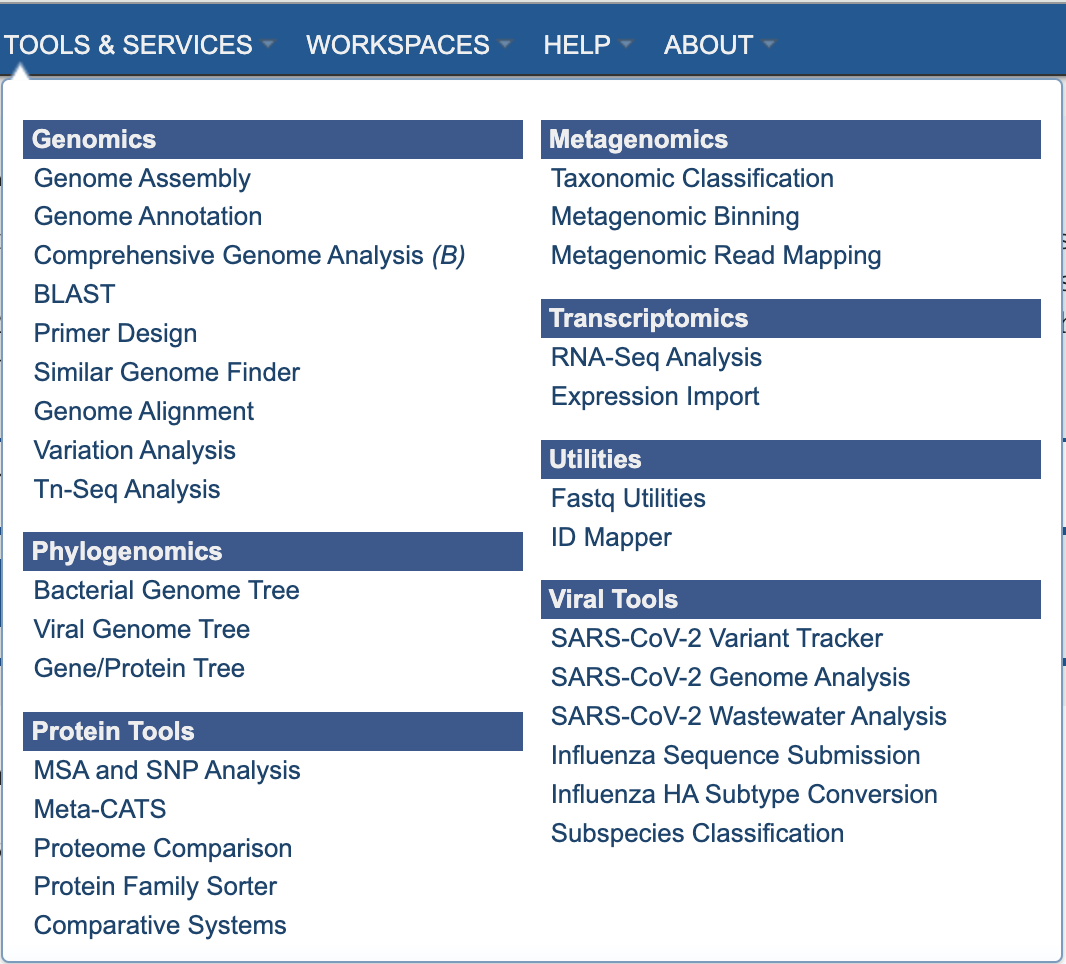 TOOLS & SERVICES WORKSPACES HELP ABOUT
Genomics
Genome Assembly
Genome Annotation
Comprehensive Genome Analysis (B)
BLAST
Primer Design
Similar Genome Finder
Genome Alignment
Variation Analysis
Tn-Seq Analysis
Phylogenomics
Bacterial Genome Tree
Viral Genome Tree
Gene/Protein Tree
Protein Tools
MSA and SNP Analysis
Meta-CATS
Proteome Comparison
Protein Family Sorter
Comparative Systems
Metagenomics
Taxonomic Classification
Metagenomic Binning
Metagenomic Read Mapping
Transcriptomics
RNA-Seq Analysis
Expression Import
Utilities
Fastq Utilities
ID Mapper
Viral Tools
SARS-CoV-2 Variant Tracker
SARS-CoV-2 Genome Analysis
SARS-CoV-2 Wastewater Analysis
Influenza Sequence Submission
Influenza HA Subtype Conversion
Subspecies Classification